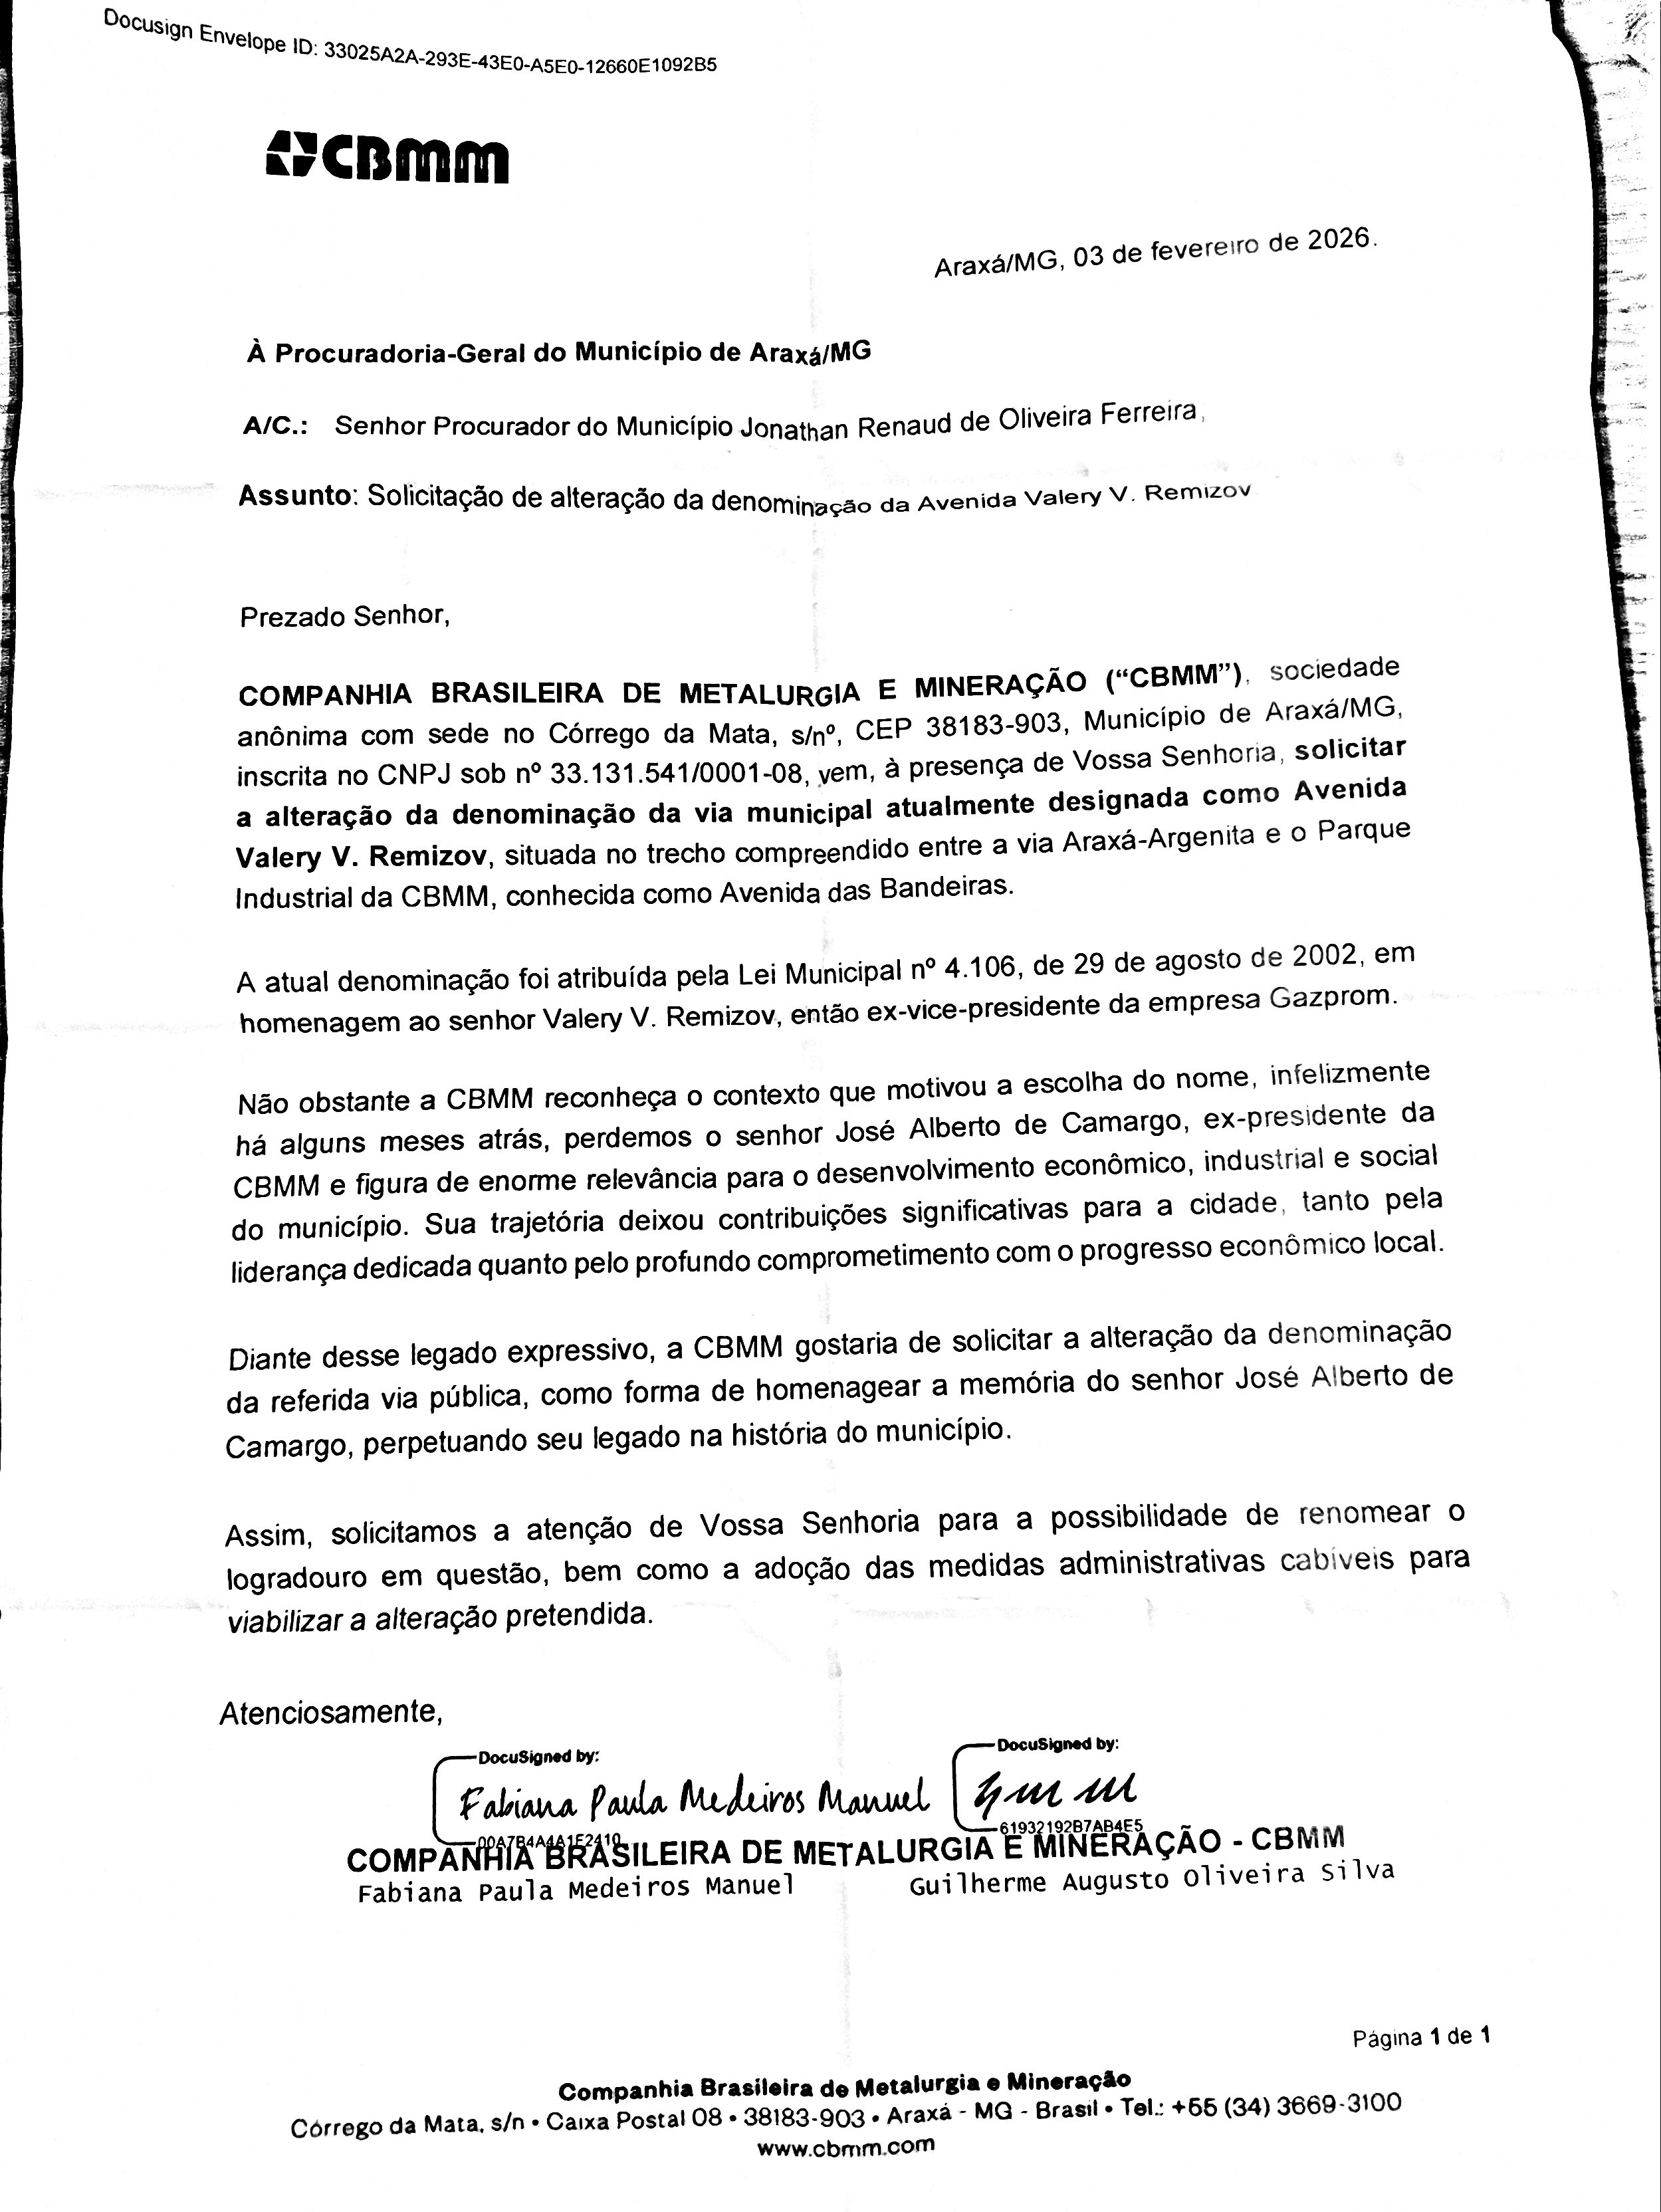 Docusign Envelope ID: 33025A2A-293E-43E0-A5E0-12660E1092B5
CBMM
Araxá/MG, 03 de fevereiro de 2026.
À Procuradoria-Geral do Município de Araxá/MG
A/C.: Senhor Procurador do Município Jonathan Renaud de Oliveira Ferreira,
Assunto: Solicitação de alteração da denominação da Avenida Valery V. Remizov
Prezado Senhor,
COMPANHIA BRASILEIRA DE METALURGIA E MINERAÇÃO (“CBMM”), sociedade
anônima com sede no Córrego da Mata, s/nº, CEP 38183-903, Município de Araxá/MG,
inscrita no CNPJ sob nº 33.131.541/0001-08, vem, à presença de Vossa Senhoria, solicitar
a alteração da denominação da via municipal atualmente designada como Avenida
Valery V. Remizov, situada no trecho compreendido entre a via Araxá-Argenita e o Parque
Industrial da CBMM, conhecida como Avenida das Bandeiras.
A atual denominação foi atribuída pela Lei Municipal nº 4.106, de 29 de agosto de 2002, em
homenagem ao senhor Valery V. Remizov, então ex-vice-presidente da empresa Gazprom.
Não obstante a CBMM reconheça o contexto que motivou a escolha do nome, infelizmente
há alguns meses atrás, perdemos o senhor José Alberto de Camargo, ex-presidente da
CBMM e figura de enorme relevância para o desenvolvimento econômico, industrial e social
do município. Sua trajetória deixou contribuições significativas para a cidade, tanto pela
liderança dedicada quanto pelo profundo comprometimento com o progresso econômico local.
Diante desse legado expressivo, a CBMM gostaria de solicitar a alteração da denominação
da referida via pública, como forma de homenagear a memória do senhor José Alberto de
Camargo, perpetuando seu legado na história do município.
Assim, solicitamos a atenção de Vossa Senhoria para a possibilidade de renomear o
logradouro em questão, bem como a adoção das medidas administrativas cabíveis para
viabilizar a alteração pretendida.
Atenciosamente,
DocuSigned by: DocuSigned by:
Fabiana Paula Medeiros Manuel
00A7B4A4A1F2410... 61932192B7AB4E5
COMPANHIA BRASILEIRA DE METALURGIA E MINERAÇÃO - CBMM
Fabiana Paula Medeiros Manuel Guilherme Augusto Oliveira Silva
Página 1 de 1
Companhia Brasileira de Metalurgia e Mineração
Córrego da Mata, s/n • Caixa Postal 08 • 38183-903 • Araxá - MG - Brasil • Tel.: +55 (34) 3669-3100
www.cbmm.com